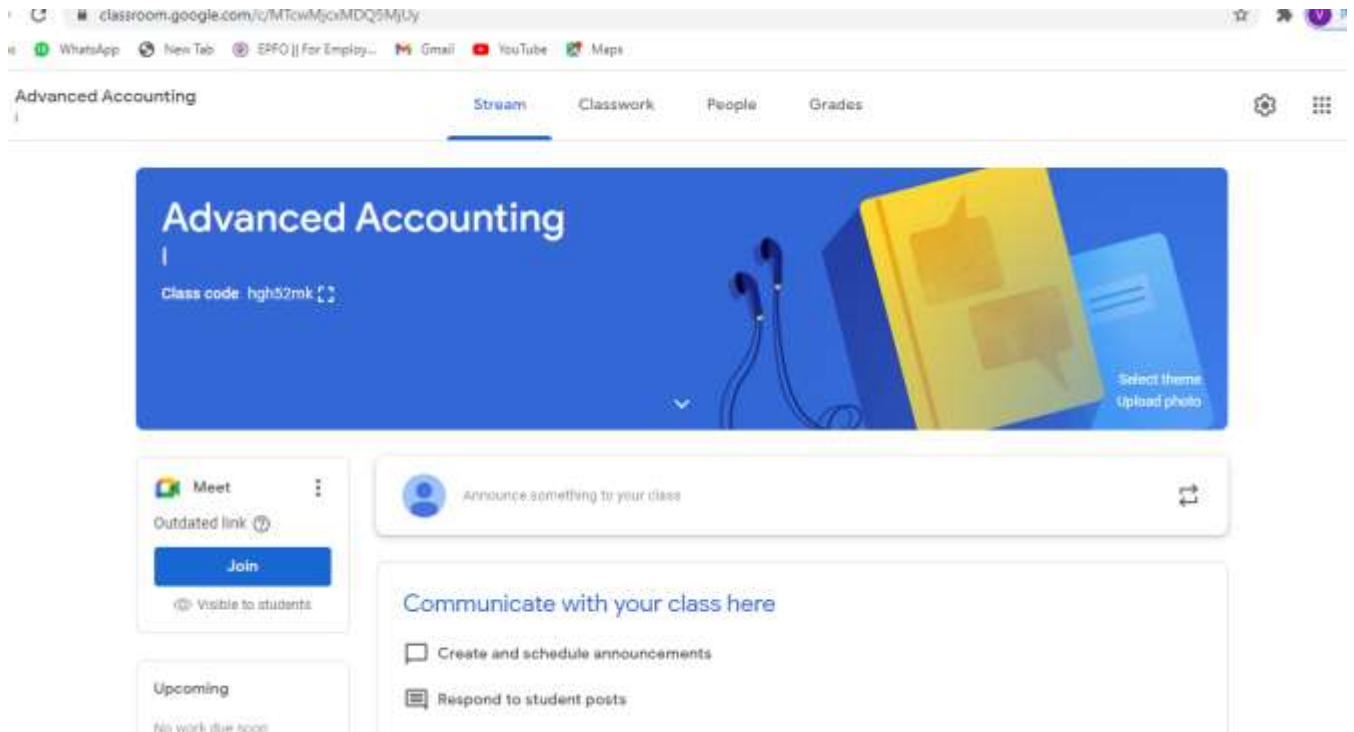 classroom.google.com/c/MTcwMjcxMDQ5MjUy
WhatsApp New Tab EPFO || For Employ... Gmail YouTube Maps
Advanced Accounting
I
Stream Classwork People Grades
Advanced Accounting
I
Class code hgh52mk
Select theme
Upload photo
Meet
Outdated link
Join
Visible to students
Announce something to your class
Communicate with your class here
Create and schedule announcements
Respond to student posts
Upcoming
No work due soon